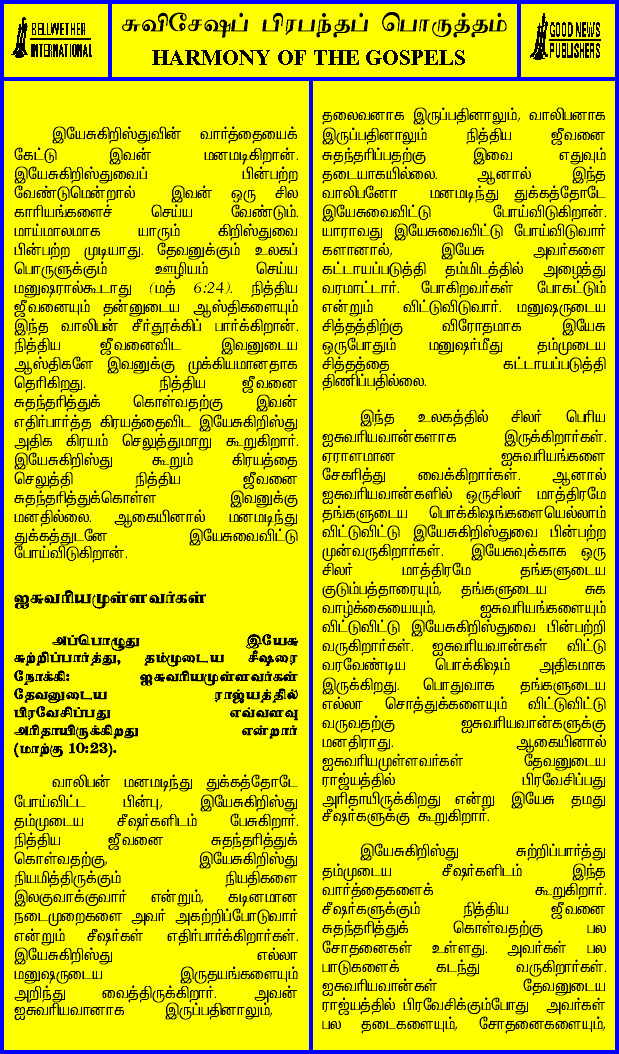 BELLWETHER
INTERNATIONAL
சுவிசேஷப் பிரபந்தப் பொருத்தம்
HARMONY OF THE GOSPELS
GOOD NEWS
PUBLISHERS
இயேசுகிறிஸ்துவின் வார்த்தையைக்
கேட்டு இவன் மனமடிகிறான்.
இயேசுகிறிஸ்துவைப் பின்பற்ற
வேண்டுமென்றால் இவன் ஒரு சில
காரியங்களைச் செய்ய வேண்டும்.
மாய்மாலமாக யாரும் கிறிஸ்துவை
பின்பற்ற முடியாது. தேவனுக்கும் உலகப்
பொருளுக்கும் ஊழியம் செய்ய
மனுஷரால்கூடாது (மத் 6:24). நித்திய
ஜீவனையும் தன்னுடைய ஆஸ்திகளையும்
இந்த வாலிபன் சீர்தூக்கிப் பார்க்கிறான்.
நித்திய ஜீவனைவிட இவனுடைய
ஆஸ்திகளே இவனுக்கு முக்கியமானதாக
தெரிகிறது. நித்திய ஜீவனை
சுதந்தரித்துக் கொள்வதற்கு இவன்
எதிர்பார்த்த கிரயத்தைவிட இயேசுகிறிஸ்து
அதிக கிரயம் செலுத்துமாறு கூறுகிறார்.
இயேசுகிறிஸ்து கூறும் கிரயத்தை
செலுத்தி நித்திய ஜீவனை
சுதந்தரித்துக்கொள்ள இவனுக்கு
மனதில்லை. ஆகையினால் மனமடிந்து
துக்கத்துடனே இயேசுவைவிட்டு
போய்விடுகிறான்.
ஐசுவரியமுள்ளவர்கள்
அப்பொழுது இயேசு
சுற்றிப்பார்த்து, தம்முடைய சீஷரை
நோக்கி: ஐசுவரியமுள்ளவர்கள்
தேவனுடைய ராஜ்யத்தில்
பிரவேசிப்பது எவ்வளவு
அரிதாயிருக்கிறது என்றார்
(மாற்கு 10:23).
வாலிபன் மனமடிந்து துக்கத்தோடே
போய்விட்ட பின்பு, இயேசுகிறிஸ்து
தம்முடைய சீஷர்களிடம் பேசுகிறார்.
நித்திய ஜீவனை சுதந்தரித்துக்
கொள்வதற்கு, இயேசுகிறிஸ்து
நியமித்திருக்கும் நியதிகளை
இலகுவாக்குவார் என்றும், கடினமான
நடைமுறைகளை அவர் அகற்றிப்போடுவார்
என்றும் சீஷர்கள் எதிர்பார்க்கிறார்கள்.
இயேசுகிறிஸ்து எல்லா
மனுஷருடைய இருதயங்களையும்
அறிந்து வைத்திருக்கிறார். அவன்
ஐசுவரியவானாக இருப்பதினாலும்,
தலைவனாக இருப்பதினாலும், வாலிபனாக
இருப்பதினாலும் நித்திய ஜீவனை
சுதந்தரிப்பதற்கு இவை எதுவும்
தடையாகயில்லை. ஆனால் இந்த
வாலிபனோ மனமடிந்து துக்கத்தோடே
இயேசுவைவிட்டு போய்விடுகிறான்.
யாராவது இயேசுவைவிட்டு போய்விடுவார்
களானால், இயேசு அவர்களை
கட்டாயப்படுத்தி தம்மிடத்தில் அழைத்து
வரமாட்டார். போகிறவர்கள் போகட்டும்
என்றும் விட்டுவிடுவார். மனுஷருடைய
சித்தத்திற்கு விரோதமாக இயேசு
ஒருபோதும் மனுஷர்மீது தம்முடைய
சித்தத்தை கட்டாயப்படுத்தி
திணிப்பதில்லை.
இந்த உலகத்தில் சிலர் பெரிய
ஐசுவரியவான்களாக இருக்கிறார்கள்.
ஏராளமான ஐசுவரியங்களை
சேகரித்து வைக்கிறார்கள். ஆனால்
ஐசுவரியவான்களில் ஒருசிலர் மாத்திரமே
தங்களுடைய பொக்கிஷங்களையெல்லாம்
விட்டுவிட்டு இயேசுகிறிஸ்துவை பின்பற்ற
முன்வருகிறார்கள். இயேசுவுக்காக ஒரு
சிலர் மாத்திரமே தங்களுடைய
குடும்பத்தாரையும், தங்களுடைய சுக
வாழ்க்கையையும், ஐசுவரியங்களையும்
விட்டுவிட்டு இயேசுகிறிஸ்துவை பின்பற்றி
வருகிறார்கள். ஐசுவரியவான்கள் விட்டு
வரவேண்டிய பொக்கிஷம் அதிகமாக
இருக்கிறது. பொதுவாக தங்களுடைய
எல்லா சொத்துக்களையும் விட்டுவிட்டு
வருவதற்கு ஐசுவரியவான்களுக்கு
மனதிராது. ஆகையினால்
ஐசுவரியமுள்ளவர்கள் தேவனுடைய
ராஜ்யத்தில் பிரவேசிப்பது
அரிதாயிருக்கிறது என்று இயேசு தமது
சீஷர்களுக்கு கூறுகிறார்.
இயேசுகிறிஸ்து சுற்றிப்பார்த்து
தம்முடைய சீஷர்களிடம் இந்த
வார்த்தைகளைக் கூறுகிறார்.
சீஷர்களுக்கும் நித்திய ஜீவனை
சுதந்தரித்துக் கொள்வதற்கு பல
சோதனைகள் உள்ளது. அவர்கள் பல
பாடுகளைக் கடந்து வருகிறார்கள்.
ஐசுவரியவான்கள் தேவனுடைய
ராஜ்யத்தில் பிரவேசிக்கும்போது அவர்கள்
பல தடைகளையும், சோதனைகளையும்,